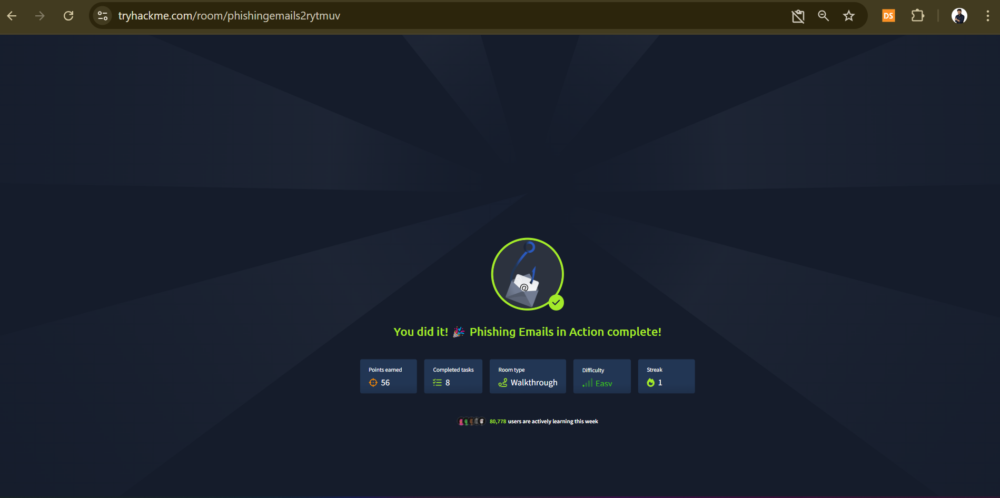 tryhackme.com/room/phishingemails2rytmuv
DS
@
You did it! 🎉 Phishing Emails in Action complete!
Points earned
56
Completed tasks
8
Room type
Walkthrough
Difficulty
Easy
Streak
1
80,778 users are actively learning this week